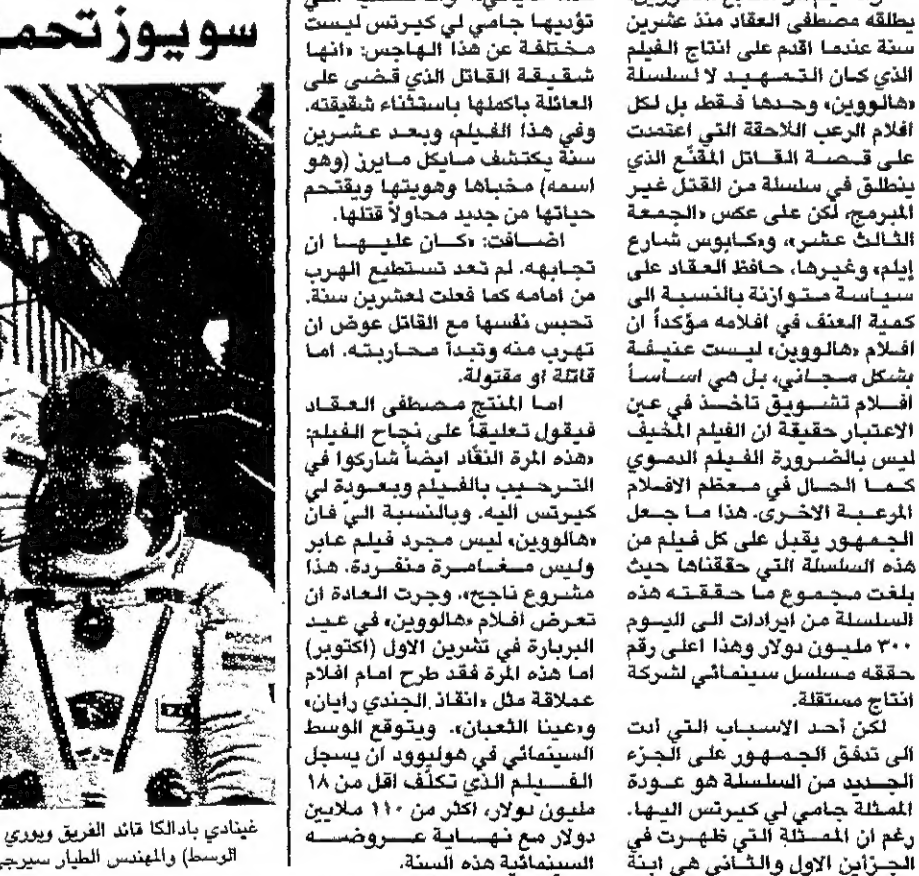 يطلقه مصطفى العقاد منذ عشرين
سنة عندما اقدم على انتاج الفيلم
الذي كان التمهيد لا لسلسلة
«هالووين» وحدها فقط، بل لكل
افلام الرعب اللاحقة التي اعتمدت
على قصة القاتل المقنّع الذي
ينطلق في سلسلة من القتل غير
المبرمج، لكن على عكس «الجمعة
الثالث عشر»، و«كابوس شارع
إيلم» وغيرها، حافظ العقاد على
سياسة متوازنة بالنسبة الى
كمية العنف في افلامه مؤكداً ان
افلام «هالووين» ليست عنيفة
بشكل مجاني، بل هي اساساً
افلام تشويق تأخذ في عين
الاعتبار حقيقة ان الفيلم المخيف
ليس بالضرورة الفيلم الدموي
كما الحال في معظم الافلام
المرعبة الاخرى. هذا ما جعل
الجمهور يقبل على كل فيلم من
هذه السلسلة التي حققناها حيث
بلغت مجموع ما حققته هذه
السلسلة من ايرادات الى اليوم
٣٠٠ مليون دولار وهذا اعلى رقم
حققه مسلسل سينمائي لشركة
انتاج مستقلة.
لكن أحد الاسباب التي أدت
الى تدفق الجمهور على الجزء
الجديد من السلسلة هو عودة
الممثلة جامي لي كيرتس اليها.
رغم ان الممثلة التي ظهرت في
الجزأين الاول والثاني هي ابنة
تؤديها جامي لي كيرتس ليست
مختلفة عن هذا الهاجس: «انها
شقيقة القاتل الذي قضى على
العائلة باكملها باستثناء شقيقته.
وفي هذا الفيلم، وبعد عشرين
سنة يكتشف مايكل مايرز (وهو
اسمه) مخبأها وهويتها ويقتحم
حياتها من جديد محاولاً قتلها.
اضافت: «كان عليها ان
تجابهه. لم تعد تستطيع الهرب
من امامه كما فعلت لعشرين سنة.
تحبس نفسها مع القاتل عوض ان
تهرب منه وتبدأ محاربته. اما
قاتلة او مقتولة.
اما المنتج مصطفى العقاد
فيقول تعليقاً على نجاح الفيلم:
«هذه المرة النقّاد ايضاً شاركوا في
الترحيب بالفيلم وبعودة لي
كيرتس اليه. وبالنسبة اليّ فان
«هالووين» ليس مجرد فيلم عابر
وليس مغامرة منفردة. هذا
مشروع ناجح». وجرت العادة ان
تعرض افلام «هالووين» في عيد
البربارة في تشرين الاول (اكتوبر)
اما هذه المرة فقد طرح امام افلام
عملاقة مثل «انقاذ الجندي رايان»
و«عينا الثعبان». ويتوقع الوسط
السينمائي في هوليوود ان يسجل
الفيلم الذي تكلّف اقل من ١٨
مليون دولار، اكثر من ١١٠ ملايين
دولار مع نهاية عروضه
السينمائية هذه السنة.
سويوز تحمـ
غينادي بادالكا قائد الفريق ويوري
الوسط) والمهندس الطيار سيرجي